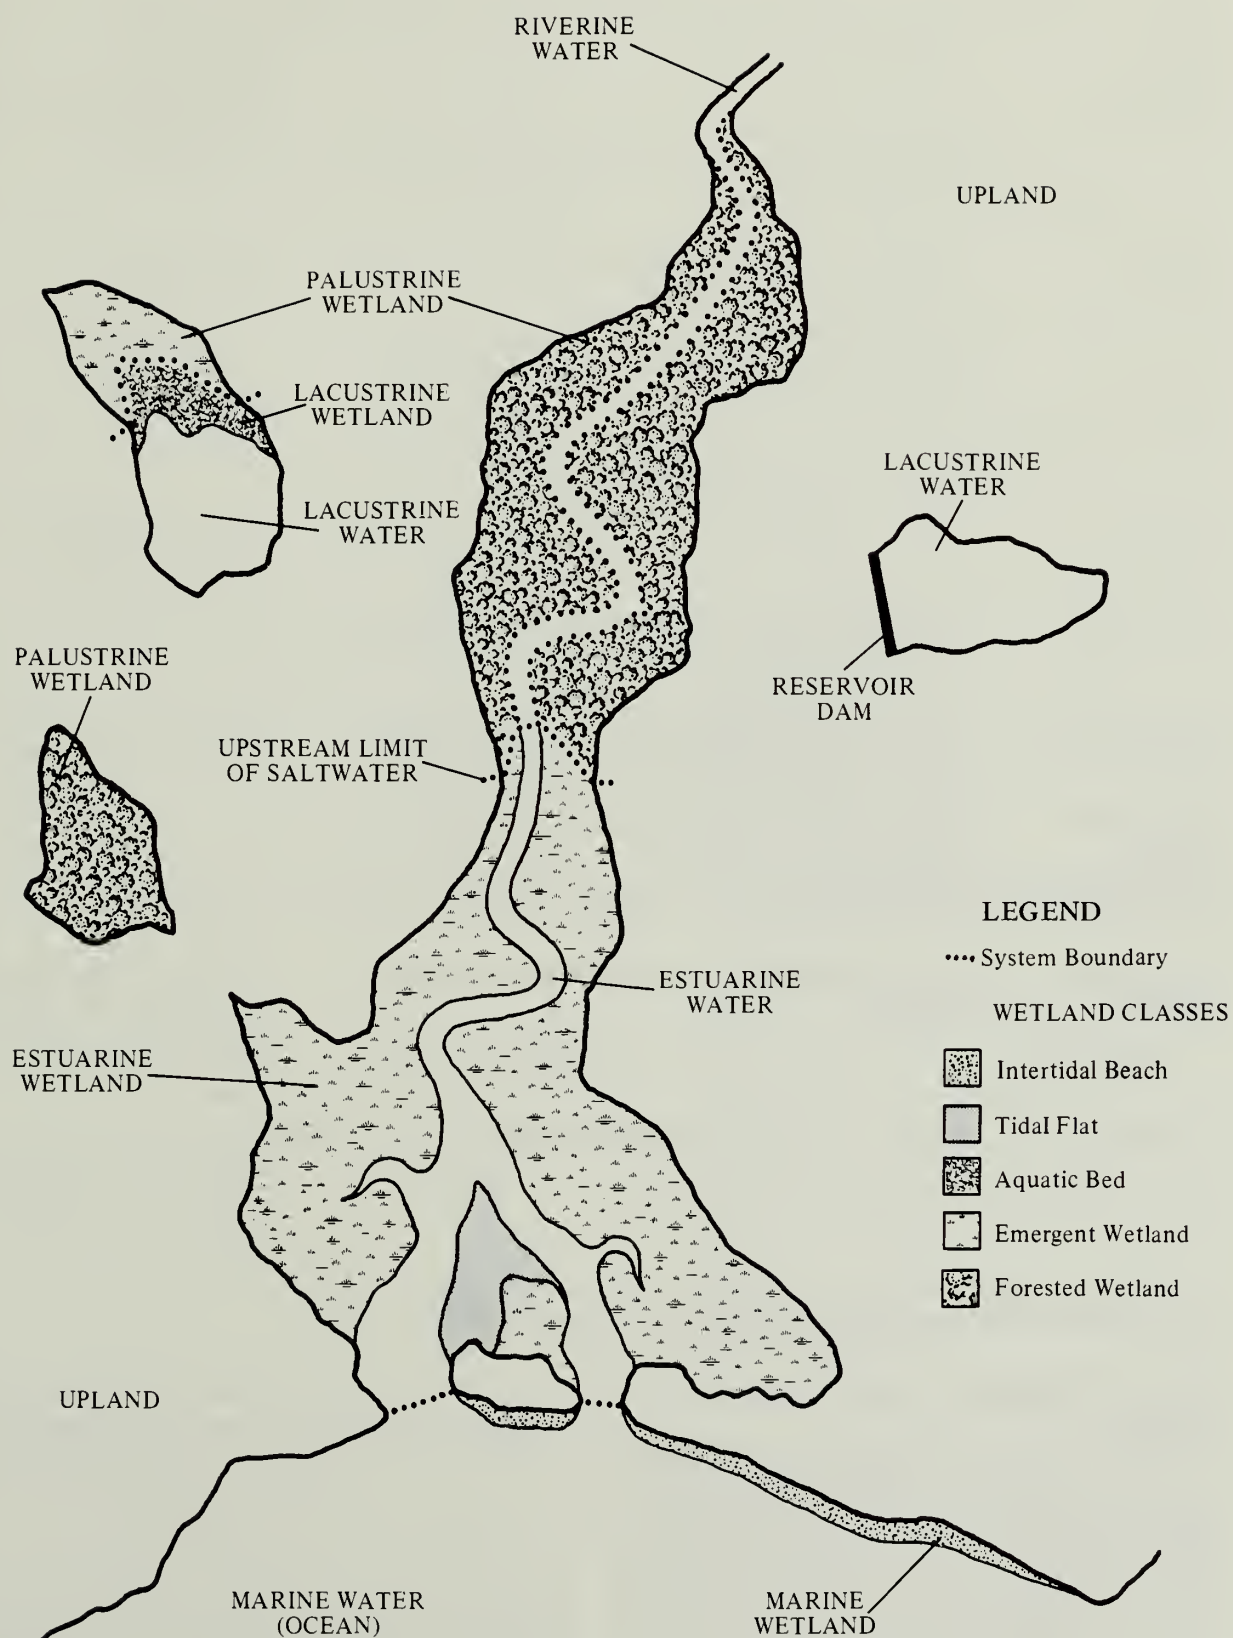 RIVERINE
WATER
UPLAND
PALUSTRINE
WETLAND
LACUSTRINE
WETLAND
LACUSTRINE
WATER
LACUSTRINE
WATER
PALUSTRINE
WETLAND
RESERVOIR
DAM
UPSTREAM LIMIT
OF SALTWATER
LEGEND
System Boundary
WETLAND CLASSES
Intertidal Beach
Tidal Flat
Aquatic Bed
Emergent Wetland
Forested Wetland
ESTUARINE
WATER
ESTUARINE
WETLAND
UPLAND
MARINE WATER
(OCEAN)
MARINE
WETLAND